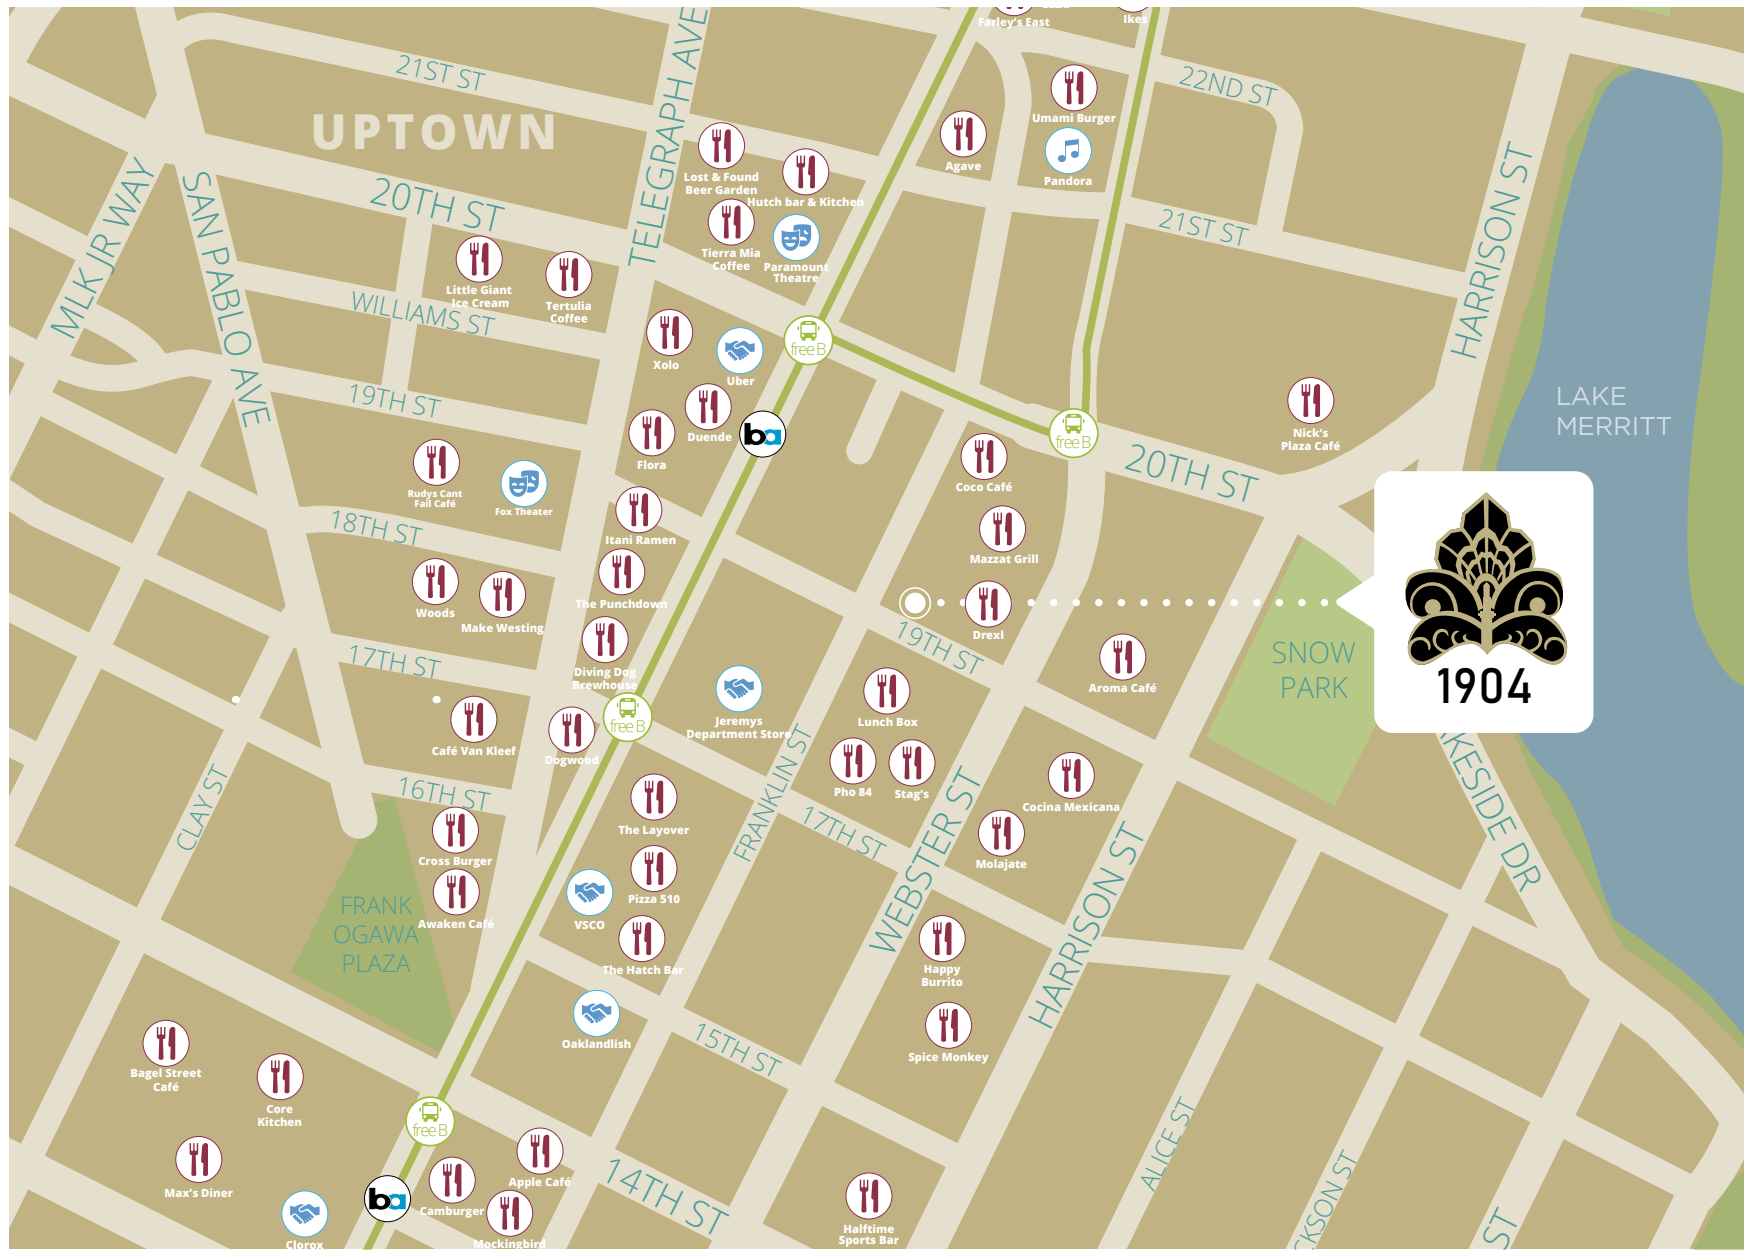 Farley's East
Ikes
21ST ST
TELEGRAPH AVE
22ND ST
UPTOWN
Umami Burger
Agave
Pandora
Lost & Found
Beer Garden
Hutch bar & Kitchen
MLK JR WAY
SAN PABLO AVE
20TH ST
HARRISON ST
21ST ST
Tierra Mia
Coffee
Paramount
Theatre
Little Giant
Ice Cream
Tertulia
Coffee
WILLIAMS ST
free B
Xolo
Uber
19TH ST
Duende
ba
Flora
free B
Nick's
Plaza Café
LAKE
MERRITT
20TH ST
Coco Café
Rudys Cant
Fail Café
Fox Theater
18TH ST
Itani Ramen
Mazzat Grill
Woods
Make Westing
The Punchdown
Drexl
19TH ST
17TH ST
Diving Dog
Brewhouse
Aroma Café
SNOW
PARK
1904
free B
Jeremys
Department Store
Lunch Box
Café Van Kleef
Dogwood
FRANKLIN ST
Pho 84
Stag's
16TH ST
CLAY ST
The Layover
17TH ST
WEBSTER ST
Cocina Mexicana
Molajate
HARRISON ST
KESIDE DR
Cross Burger
Pizza 510
FRANK
OGAWA
PLAZA
Awaken Café
VSCO
The Hatch Bar
Happy
Burrito
Oaklandlish
15TH ST
Spice Monkey
Bagel Street
Café
Core
Kitchen
free B
14TH ST
ALICE ST
CKSON ST
ST
Max's Diner
ba
Camburger
Apple Café
Mockingbird
Clorox
Halftime
Sports Bar